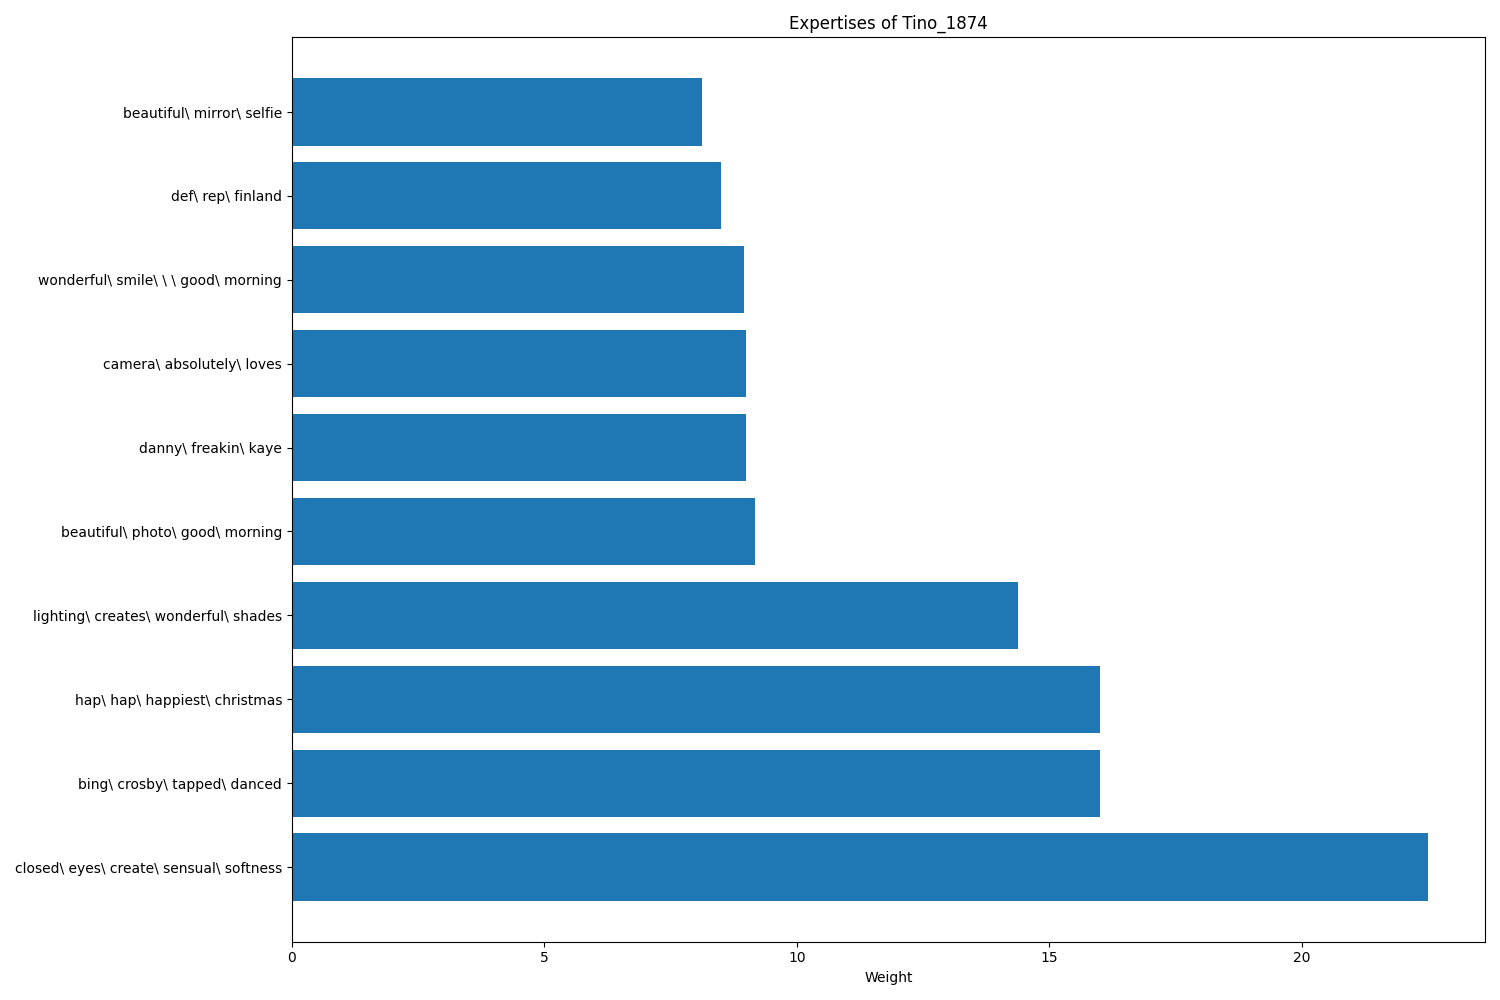 Expertises of Tino_1874
beautiful\ mirror\ selfie
def\ rep\ finland
wonderful\ smile\ \ \ good\ morning
camera\ absolutely\ loves
danny\ freakin\ kaye
beautiful\ photo\ good\ morning
lighting\ creates\ wonderful\ shades
hap\ hap\ happiest\ christmas
bing\ crosby\ tapped\ danced
closed\ eyes\ create\ sensual\ softness
0 5 10 15 20
Weight